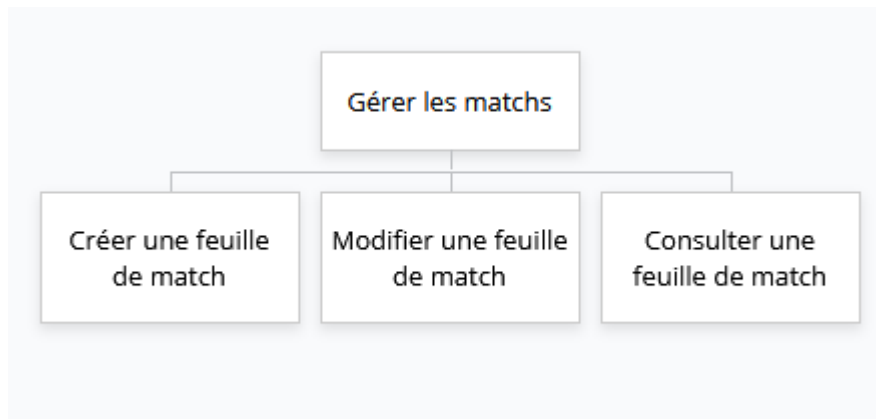 Gérer les matchs
Créer une feuille
de match
Modifier une feuille
de match
Consulter une
feuille de match